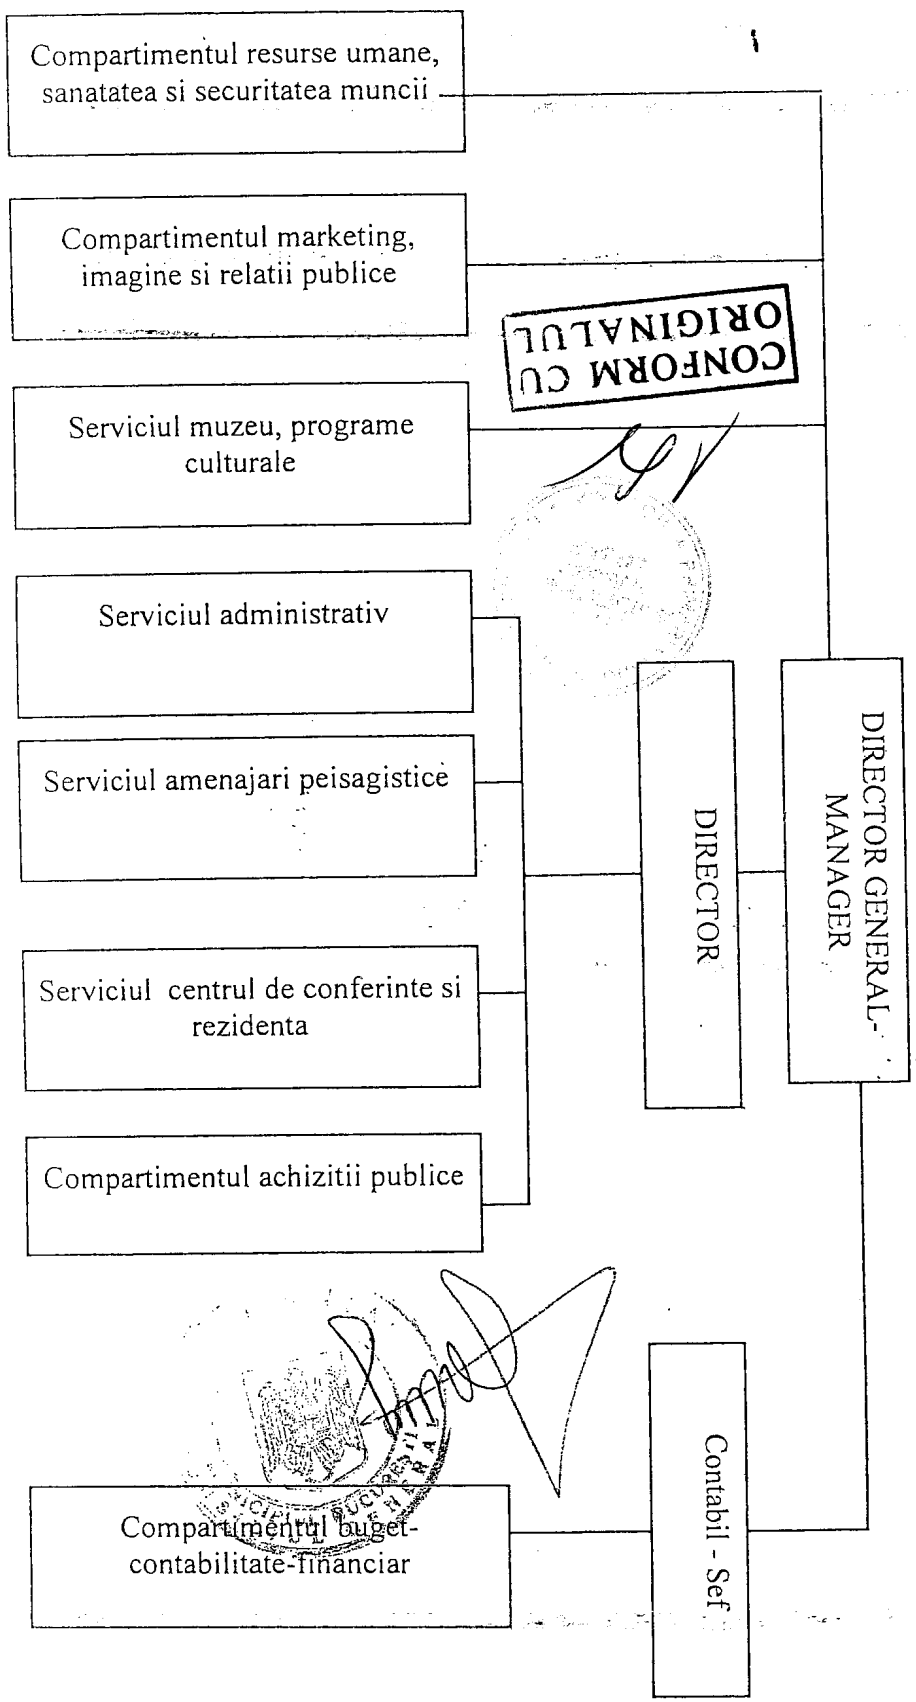 Compartimentul resurse umane,
sanatatea si securitatea muncii
Compartimentul marketing,
imagine si relatii publice
CONFORM CU
ORIGINALUL
Serviciul muzeu, programe
culturale
Serviciul administrativ
Serviciul amenajari peisagistice
Serviciul centrul de conferinte si
rezidenta
Compartimentul achizitii publice
DIRECTOR
DIRECTOR GENERAL-
MANAGER
Contabil - Sef
Compartimentul buget-
contabilitate-financiar